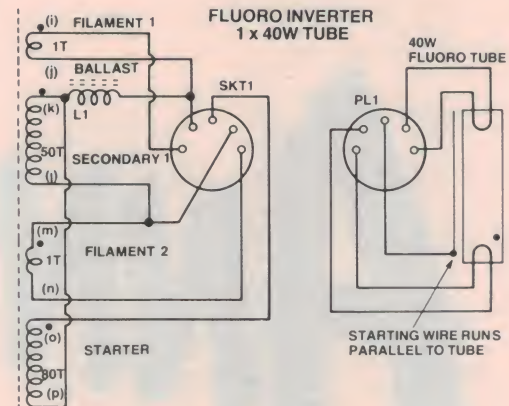 FLUORO INVERTER
1 x 40W TUBE
(i)
FILAMENT 1
1T
(j)
BALLAST
(k)
L1
SKT1
50T
SECONDARY 1
(l)
(m)
FILAMENT 2
1T
(n)
(o)
STARTER
80T
(p)
40W
FLUORO TUBE
PL1
STARTING WIRE RUNS
PARALLEL TO TUBE